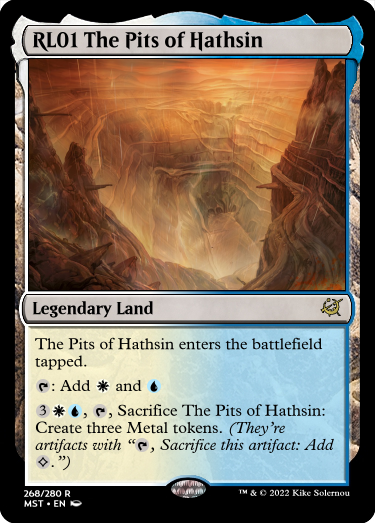 RL01 The Pits of Hathsin
Legendary Land
The Pits of Hathsin enters the battlefield
tapped.
: Add and
3 , , Sacrifice The Pits of Hathsin:
Create three Metal tokens. (They're
artifacts with “ , Sacrifice this artifact: Add
.”)
268/280 R
MST • EN
™ & © 2022 Kike Solernou